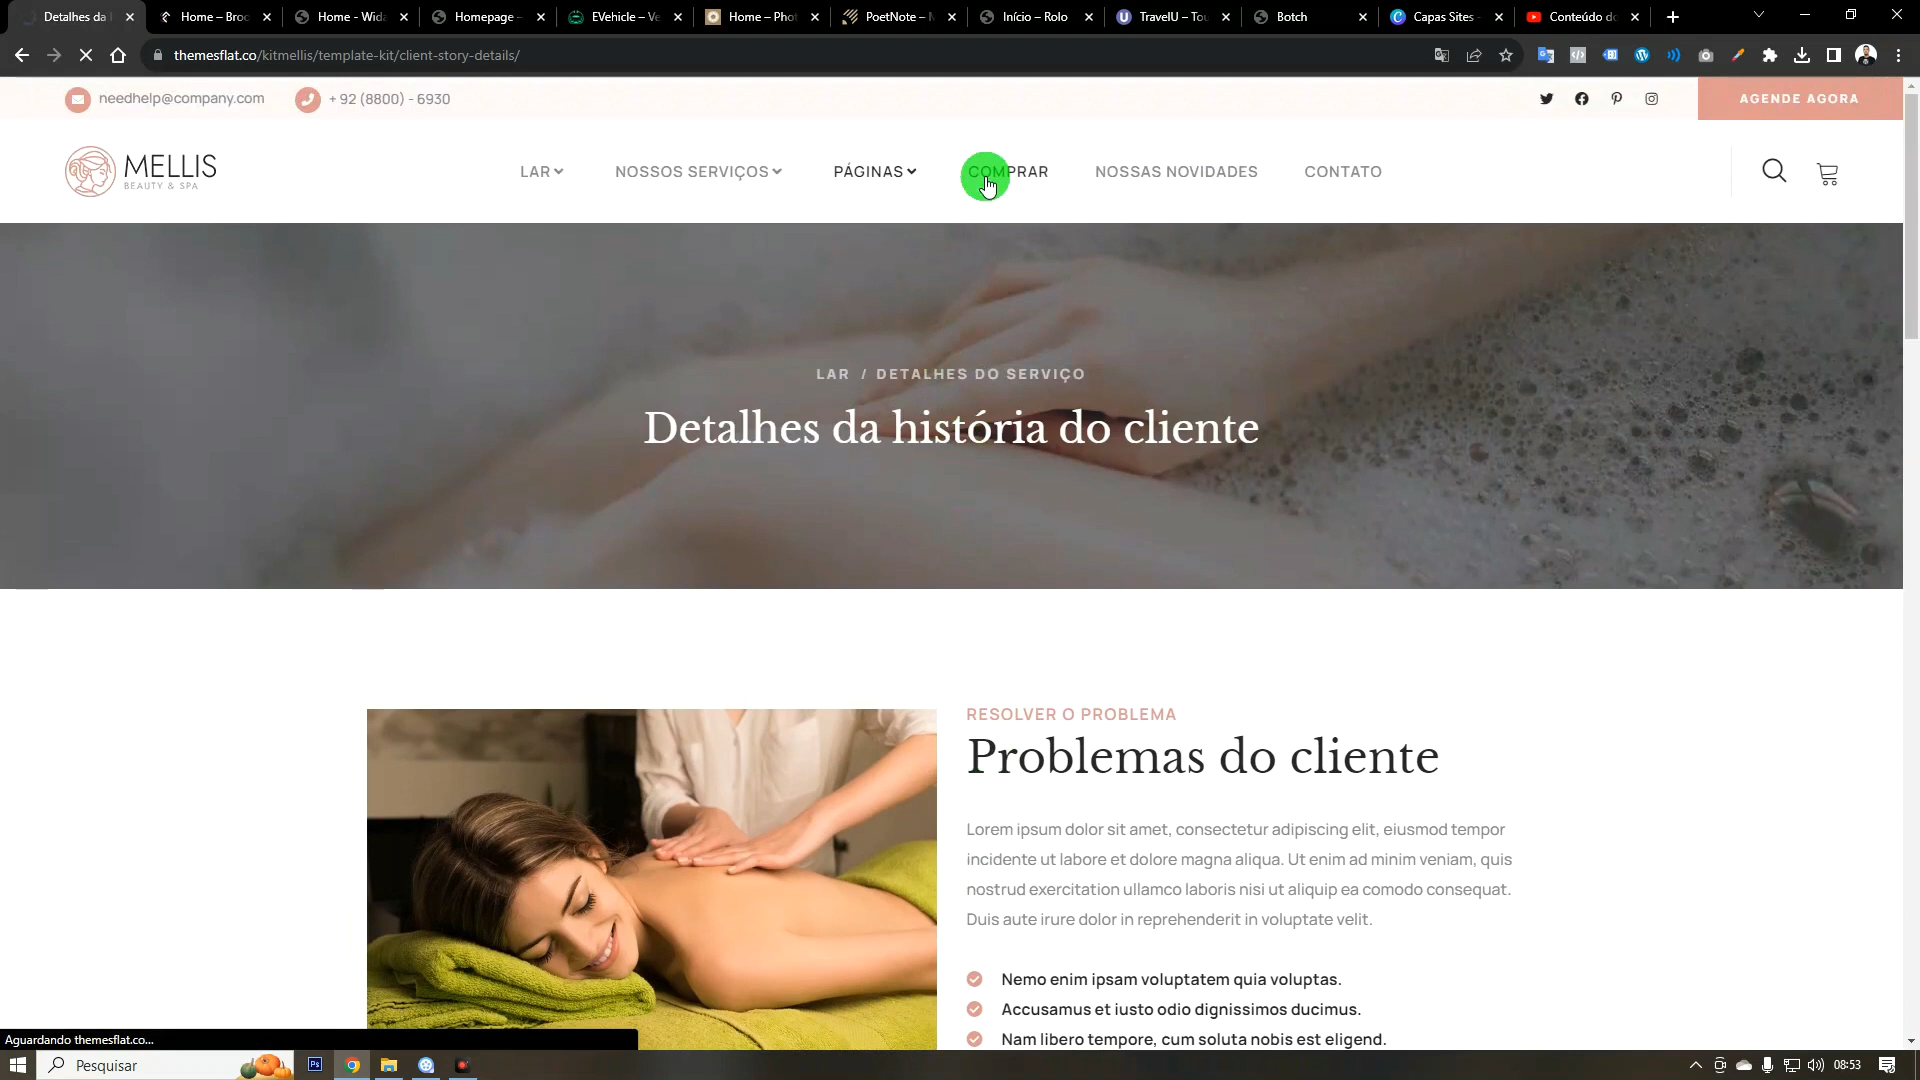 Detalhes da
Home – Broc
Home - Wid
Homepage -
EVehicle – Ve
Home – Phot
PoetNote –
Início – Rolo
TravelU – Tou
Botch
Capas Sites -
Conteúdo do
themesflat.co/kitmellis/template-kit/client-story-details/
needhelp@company.com
+ 92 (8800) - 6930
AGENDE AGORA
MELLIS
BEAUTY & SPA
LAR
NOSSOS SERVIÇOS
PÁGINAS
COMPRAR
NOSSAS NOVIDADES
CONTATO
LAR / DETALHES DO SERVIÇO
Detalhes da história do cliente
RESOLVER O PROBLEMA
Problemas do cliente
Lorem ipsum dolor sit amet, consectetur adipiscing elit, eiusmod tempor
incidente ut labore et dolore magna aliqua. Ut enim ad minim veniam, quis
nostrud exercitation ullamco laboris nisi ut aliquip ea comodo consequat.
Duis aute irure dolor in reprehenderit in voluptate velit.
Nemo enim ipsam voluptatem quia voluptas.
Accusamus et iusto odio dignissimos ducimus.
Nam libero tempore, cum soluta nobis est eligend.
Aguardando themesflat.co...
Pesquisar
Ps
08:53